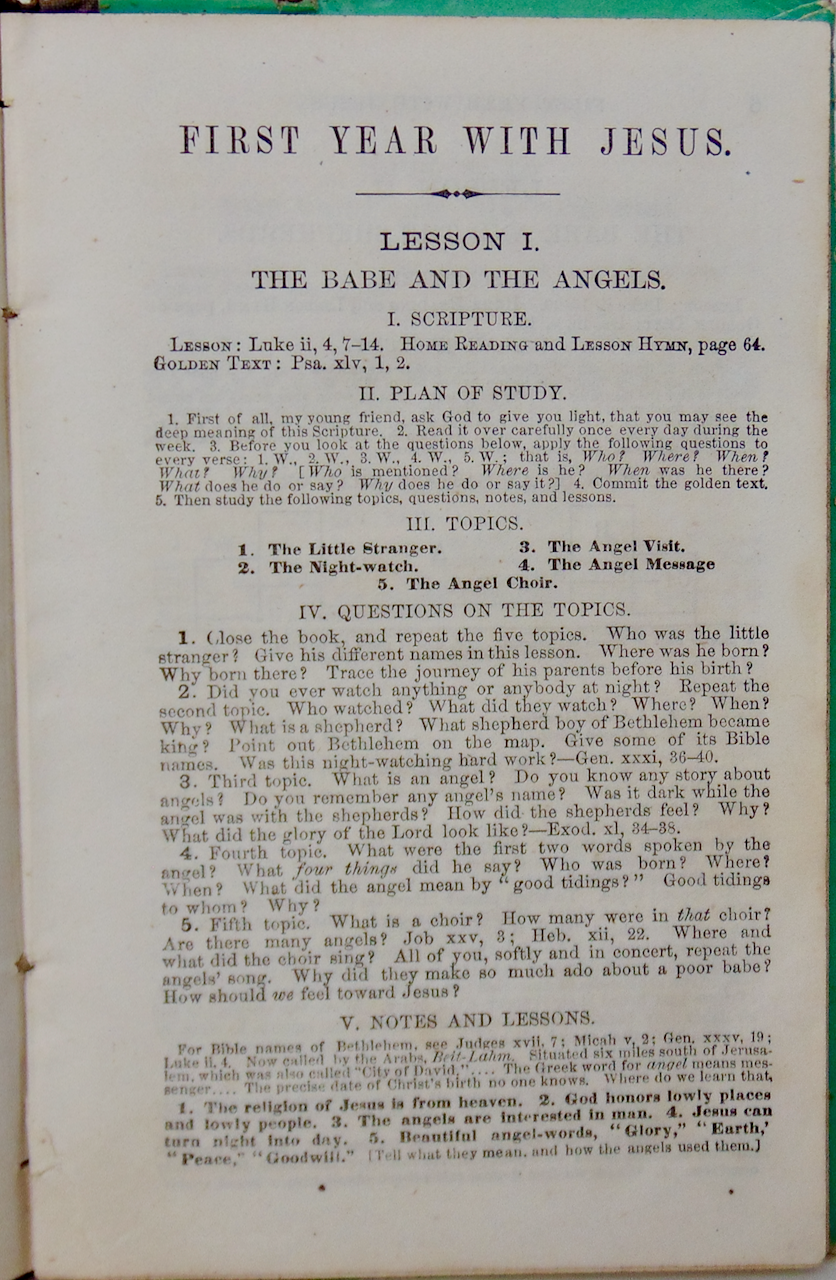 FIRST YEAR WITH JESUS.
LESSON I.
THE BABE AND THE ANGELS.
I. SCRIPTURE.
LESSON: Luke ii, 4, 7–14. HOME READING and LESSON HYMN, page 64.
GOLDEN TEXT: Psa. xlv, 1, 2.
II. PLAN OF STUDY.
1. First of all, my young friend, ask God to give you light, that you may see the
deep meaning of this Scripture. 2. Read it over carefully once every day during the
week. 3. Before you look at the questions below, apply the following questions to
every verse: 1. W., 2. W., 3. W., 4. W., 5. W.; that is, Who? Where? When?
What? Why? [Who is mentioned? Where is he? When was he there?
What does he do or say? Why does he do or say it?] 4. Commit the golden text.
5. Then study the following topics, questions, notes, and lessons.
III. TOPICS.
1. The Little Stranger. 3. The Angel Visit.
2. The Night-watch. 4. The Angel Message
5. The Angel Choir.
IV. QUESTIONS ON THE TOPICS.
1. Close the book, and repeat the five topics. Who was the little
stranger? Give his different names in this lesson. Where was he born?
Why born there? Trace the journey of his parents before his birth?
2. Did you ever watch anything or anybody at night? Repeat the
second topic. Who watched? What did they watch? Where? When?
Why? What is a shepherd? What shepherd boy of Bethlehem became
king? Point out Bethlehem on the map. Give some of its Bible
names. Was this night-watching hard work?—Gen. xxxi, 36–40.
3. Third topic. What is an angel? Do you know any story about
angels? Do you remember any angel's name? Was it dark while the
angel was with the shepherds? How did the shepherds feel? Why?
What did the glory of the Lord look like?—Exod. xl, 34–38.
4. Fourth topic. What were the first two words spoken by the
angel? What four things did he say? Who was born? Where?
When? What did the angel mean by "good tidings?" Good tidings
to whom? Why?
5. Fifth topic. What is a choir? How many were in that choir?
Are there many angels? Job xxv, 3; Heb. xii, 22. Where and
what did the choir sing? All of you, softly and in concert, repeat the
angels' song. Why did they make so much ado about a poor babe?
How should we feel toward Jesus?
V. NOTES AND LESSONS.
For Bible names of Bethlehem, see Judges xvii, 7; Micah v, 2; Gen. xxxv, 19;
Luke ii, 4. Now called by the Arabs, Beit-Lahm. Situated six miles south of Jerusa-
lem, which was also called "City of David.".... The Greek word for angel means mes-
senger.... The precise date of Christ's birth no one knows. Where do we learn that,
1. The religion of Jesus is from heaven. 2. God honors lowly places
and lowly people. 3. The angels are interested in man. 4. Jesus can
turn night into day. 5. Beautiful angel-words, "Glory," "Earth,'
"Peace," "Goodwill." [Tell what they mean, and how the angels used them.]